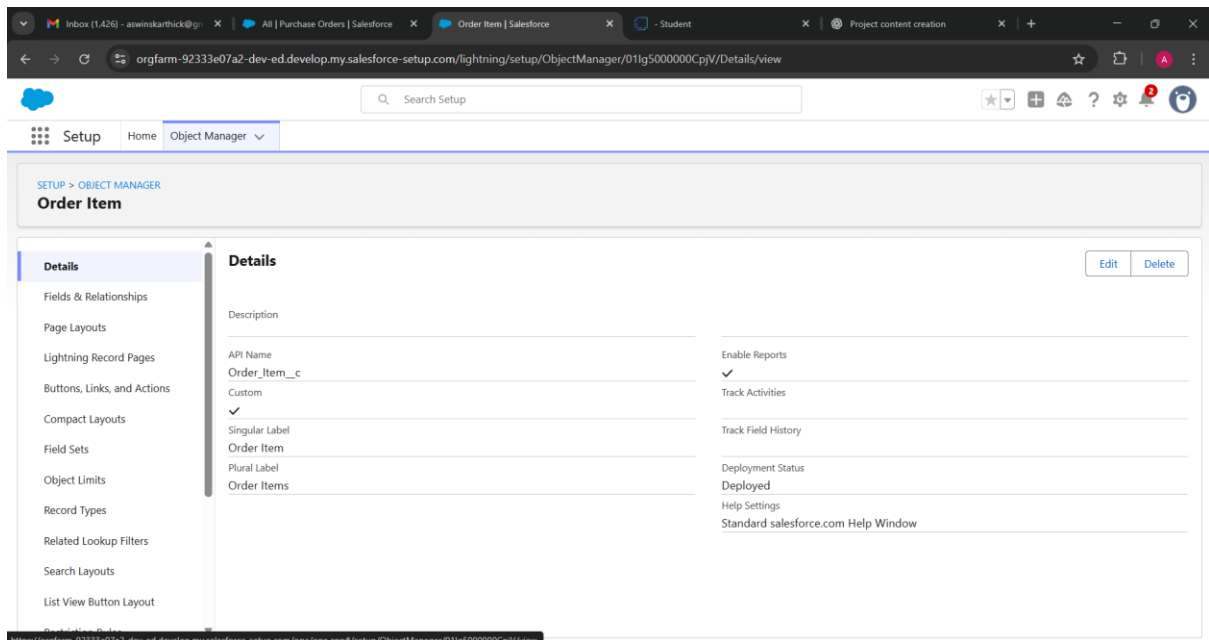 Inbox (1,426) - aswinskarthick@gn
All | Purchase Orders | Salesforce
Order Item | Salesforce
- Student
Project content creation
orgfarm-92333e07a2-dev-ed.develop.my.salesforce-setup.com/lightning/setup/ObjectManager/01Ig5000000CpjV/Details/view
A
Search Setup
2
Setup
Home
Object Manager
SETUP > OBJECT MANAGER
Order Item
Details
Fields & Relationships
Page Layouts
Lightning Record Pages
Buttons, Links, and Actions
Compact Layouts
Field Sets
Object Limits
Record Types
Related Lookup Filters
Search Layouts
List View Button Layout
Details
Edit
Delete
Description
API Name
Order_Item__c
Custom
Singular Label
Order Item
Plural Label
Order Items
Enable Reports
Track Activities
Track Field History
Deployment Status
Deployed
Help Settings
Standard salesforce.com Help Window